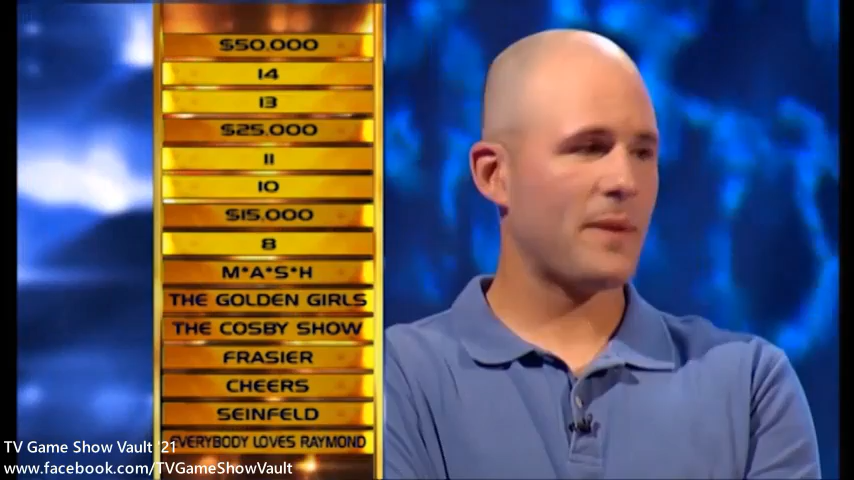 $50,000
14
13
$25,000
11
10
$15,000
8
M*A*S*H
THE GOLDEN GIRLS
THE COSBY SHOW
FRASIER
CHEERS
SEINFELD
EVERYBODY LOVES RAYMOND
TV Game Show Vault '21
www.facebook.com/TVGameShowVault